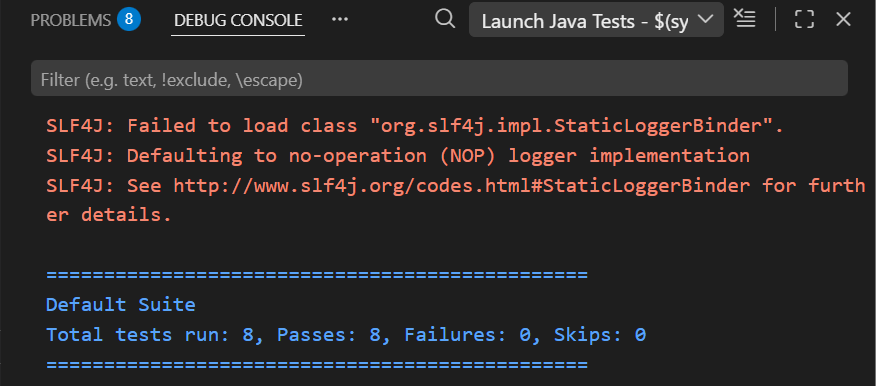 PROBLEMS 8 DEBUG CONSOLE ... Launch Java Tests - $(sy
Filter (e.g. text, !exclude, \escape)
SLF4J: Failed to load class "org.slf4j.impl.StaticLoggerBinder".
SLF4J: Defaulting to no-operation (NOP) logger implementation
SLF4J: See http://www.slf4j.org/codes.html#StaticLoggerBinder for furth
er details.
===============================================
Default Suite
Total tests run: 8, Passes: 8, Failures: 0, Skips: 0
===============================================